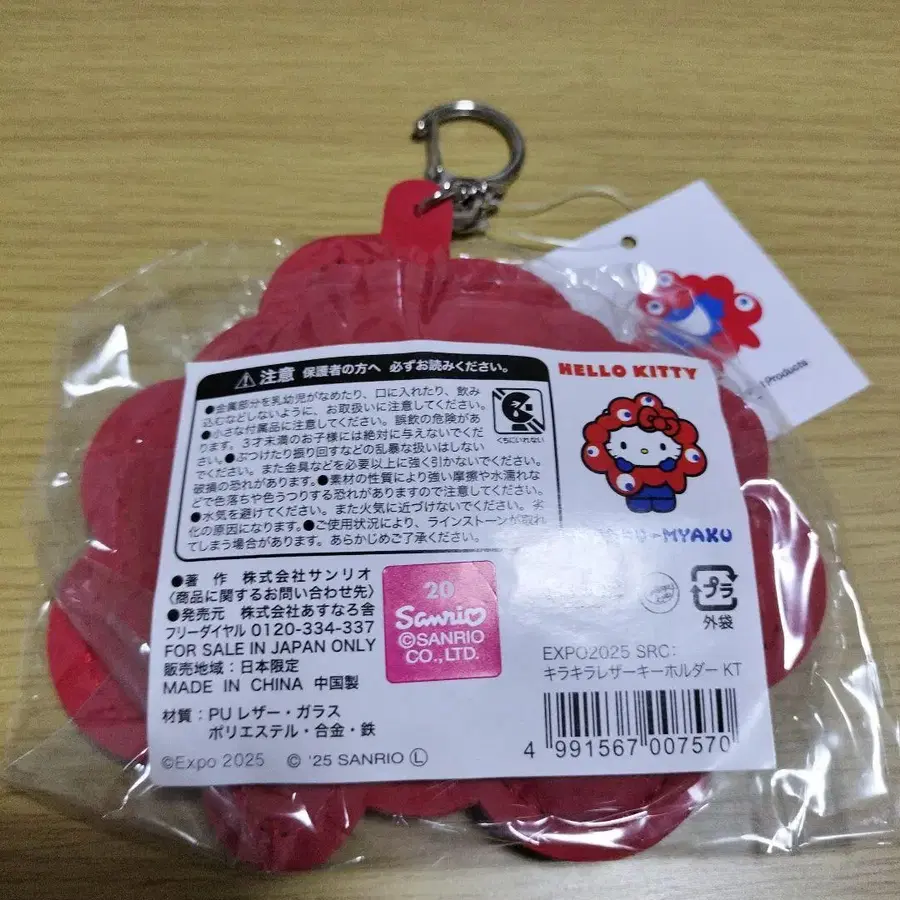 注意 保護者の方へ 必ずお読みください。
●金属部分を乳幼児がなめたり、口に入れたり、飲み
込むなどしないように、お取扱いに注意してください。
●小さな付属品に注意してください。誤飲の危険があ
ります。3才未満のお子様には絶対に与えないでくだ
さい。●ぶつけたり振り回すなどの乱暴な扱いはしない
でください。また金具などを必要以上に強く引かないでください。
破損の恐れがあります。●素材の性質により強い摩擦や水濡れな
どで色落ちや色うつりする恐れがありますので注意してください。
●水気を避けてください。また火気に近づけないでください。劣
化の原因になります。●ご使用状況により、ラインストーンが取れ
てしまう場合があります。あらかじめご了承ください。
くちにいれない
HELLO KITTY
-MYAKU
Products
●著 作 株式会社サンリオ
〈商品に関するお問い合わせ先〉
●発売元 株式会社あすなろ舎
フリーダイヤル 0120-334-337
FOR SALE IN JAPAN ONLY
販売地域：日本限定
MADE IN CHINA 中国製
材質：PU レザー・ガラス
ポリエステル・合金・鉄
©Expo 2025 © '25 SANRIO Ⓛ
20
Sanrio
©SANRIO
CO., LTD.
プラ
外袋
EXPO2025 SRC：
キラキラレザーキーホルダー KT
4 991567 007570